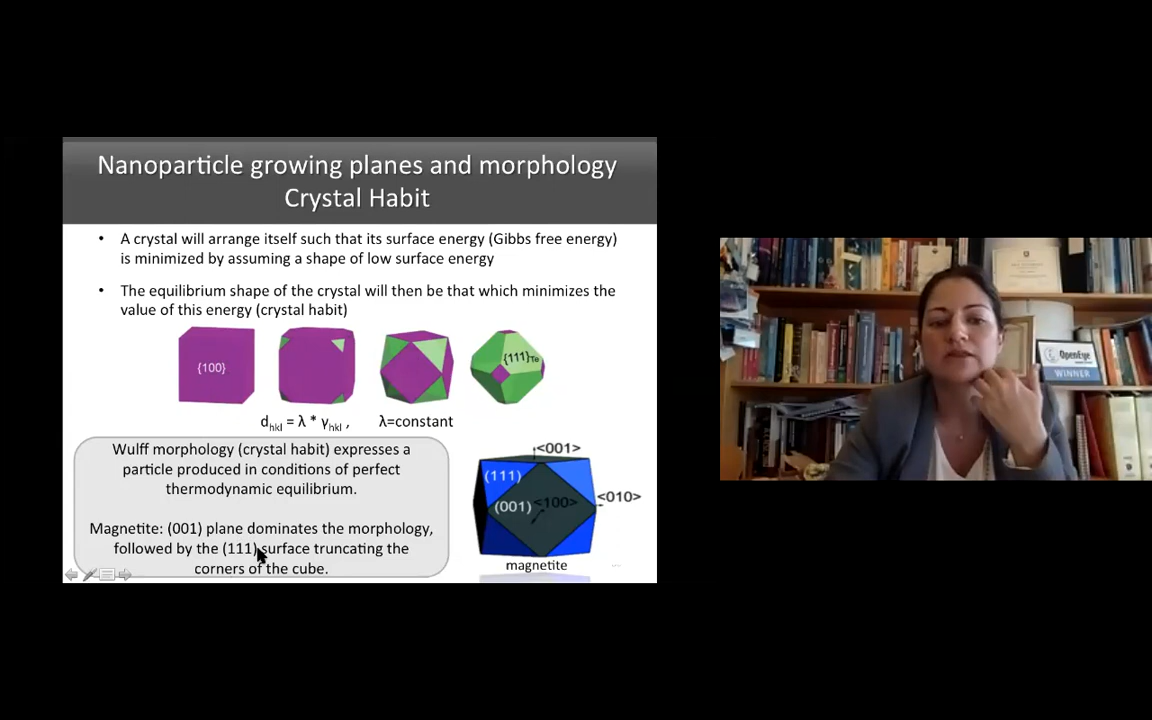 Nanoparticle growing planes and morphology
Crystal Habit
• A crystal will arrange itself such that its surface energy (Gibbs free energy)
is minimized by assuming a shape of low surface energy
• The equilibrium shape of the crystal will then be that which minimizes the
value of this energy (crystal habit)
{100}
{111}Te
dhkl = λ * γhkl , λ=constant
Wulff morphology (crystal habit) expresses a
particle produced in conditions of perfect
thermodynamic equilibrium.
Magnetite: (001) plane dominates the morphology,
followed by the (111) surface truncating the
corners of the cube.
<001>
(111)
(001)
<100>
<010>
magnetite
OpenEye
WINNER